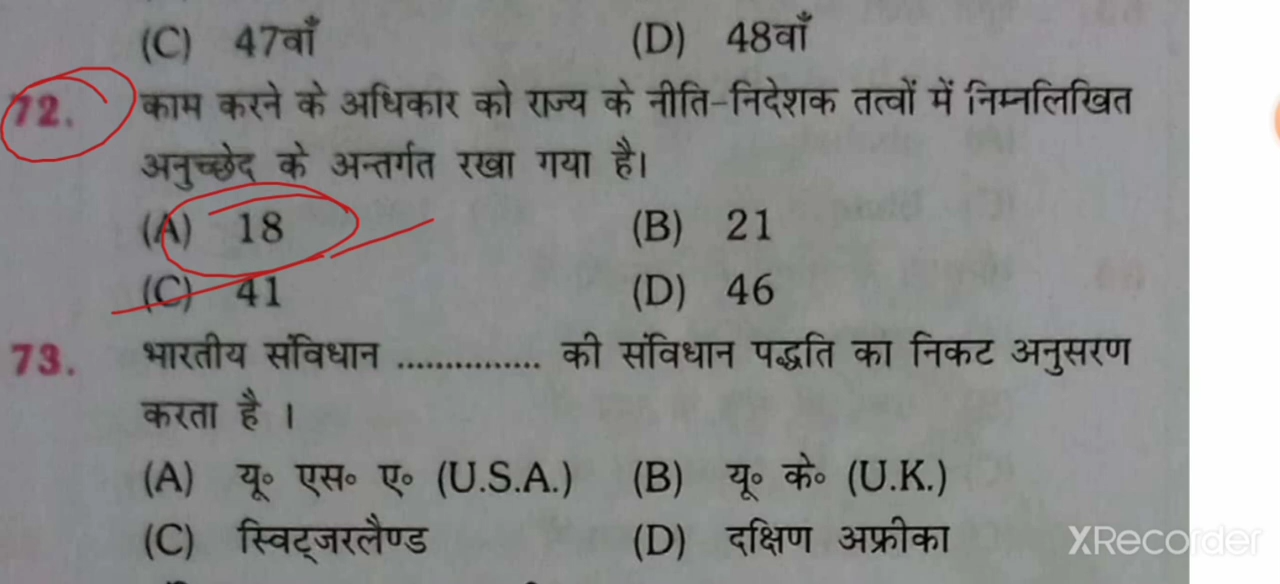 (C) 47वाँ (D) 48वाँ
72. काम करने के अधिकार को राज्य के नीति-निदेशक तत्वों में निम्नलिखित
अनुच्छेद के अन्तर्गत रखा गया है।
(A) 18 (B) 21
(C) 41 (D) 46
73. भारतीय संविधान ............... की संविधान पद्धति का निकट अनुसरण
करता है ।
(A) यू॰ एस॰ ए॰ (U.S.A.) (B) यू॰ के॰ (U.K.)
(C) स्विट्जरलैण्ड (D) दक्षिण अफ्रीका
XRecorder